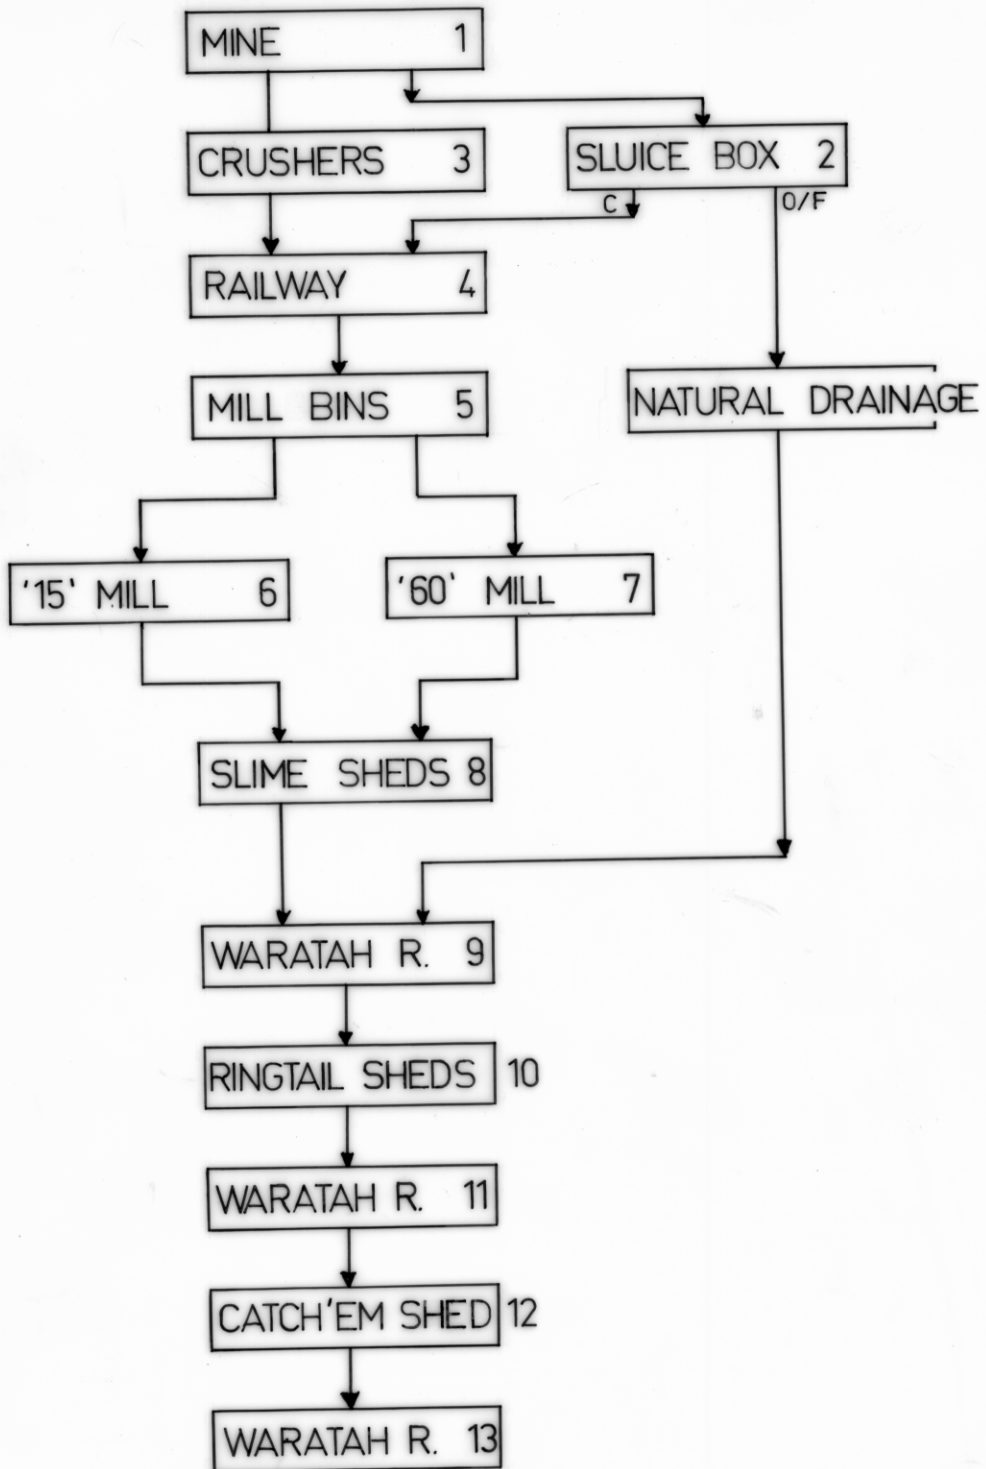 MINE 1
CRUSHERS 3
SLUICE BOX 2
C
O/F
RAILWAY 4
MILL BINS 5
NATURAL DRAINAGE
'15' MILL 6
'60' MILL 7
SLIME SHEDS 8
WARATAH R. 9
RINGTAIL SHEDS 10
WARATAH R. 11
CATCH'EM SHED 12
WARATAH R. 13